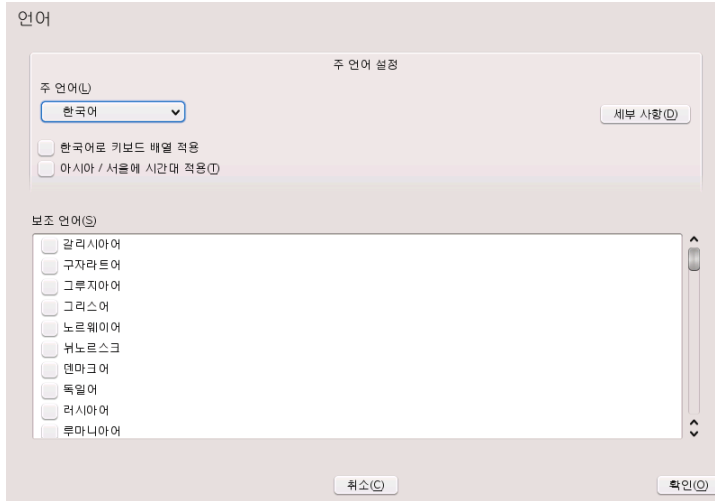 언어
주 언어 설정
주 언어(L)
한국어
세부 사항(D)
한국어로 키보드 배열 적용
아시아 / 서울에 시간대 적용(T)
보조 언어(S)
갈리시아어
구자라트어
그루지아어
그리스어
노르웨이어
뉘노르스크
덴마크어
독일어
러시아어
루마니아어
취소(C)
확인(O)